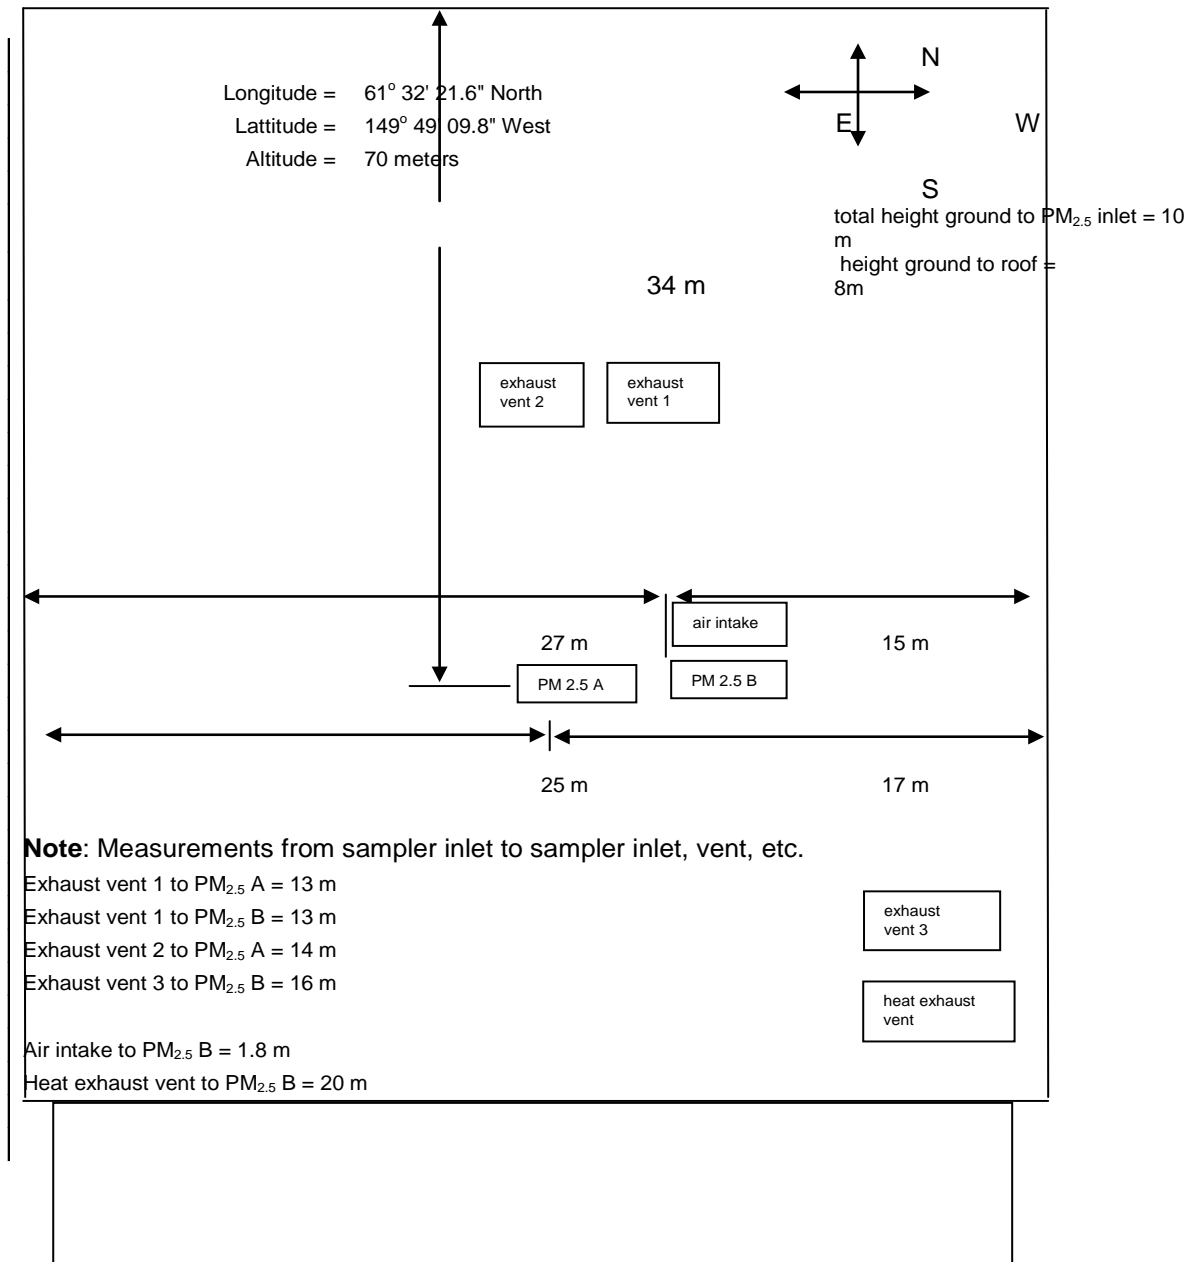 N
Longitude = 61° 32' 21.6" North
Lattitude = 149° 49' 09.8" West
E W
Altitude = 70 meters
S
total height ground to PM2.5 inlet = 10
m
height ground to roof =
8m
34 m
exhaust
vent 2
exhaust
vent 1
air intake
27 m
15 m
PM 2.5 A
PM 2.5 B
25 m
17 m
Note: Measurements from sampler inlet to sampler inlet, vent, etc.
Exhaust vent 1 to PM2.5 A = 13 m
Exhaust vent 1 to PM2.5 B = 13 m
Exhaust vent 2 to PM2.5 A = 14 m
Exhaust vent 3 to PM2.5 B = 16 m
exhaust
vent 3
heat exhaust
vent
Air intake to PM2.5 B = 1.8 m
Heat exhaust vent to PM2.5 B = 20 m